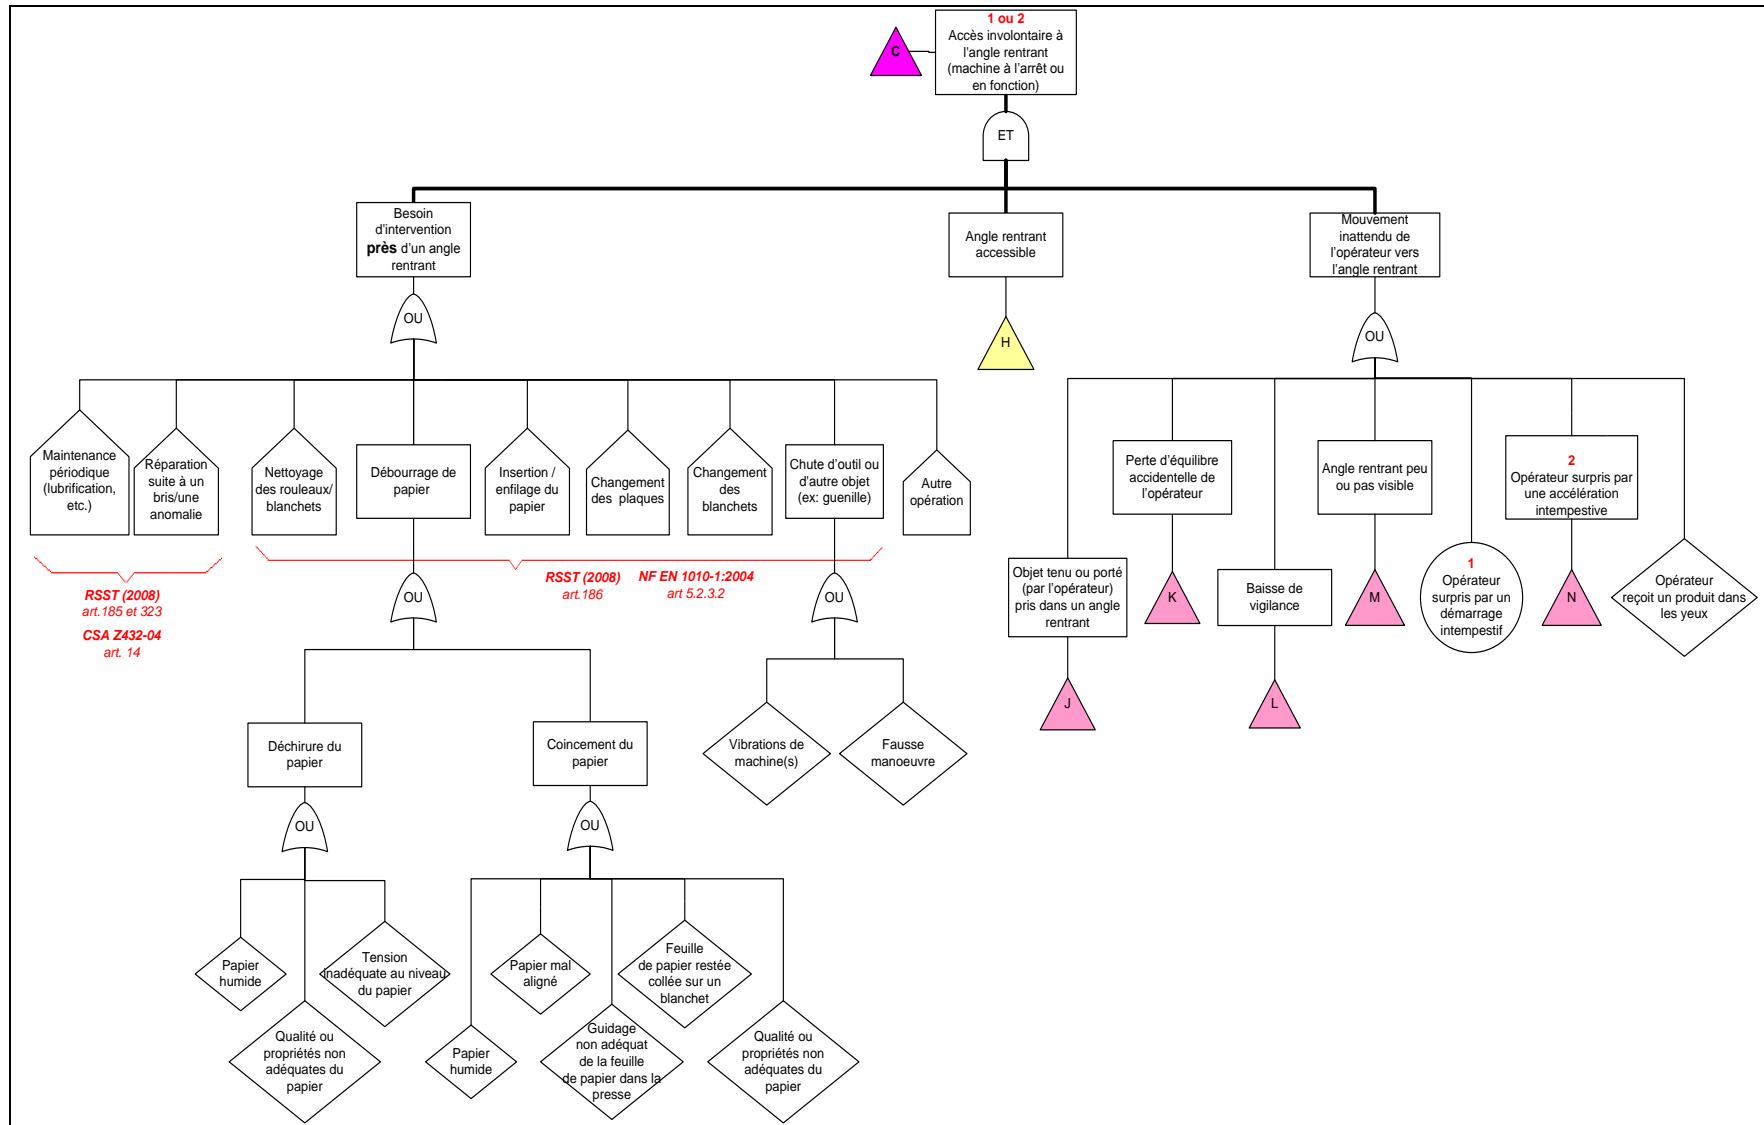 1 ou 2
Accès involontaire à
l'angle rentrant
(machine à l'arrêt ou
en fonction)
C
ET
Besoin
d'intervention
près d'un angle
rentrant
Angle rentrant
accessible
Mouvement
inattendu de
l'opérateur vers
l'angle rentrant
OU
H
OU
Maintenance
périodique
(lubrification,
etc.)
Réparation
suite à un
bris/une
anomalie
Nettoyage
des rouleaux/
blanchets
Débourrage de
papier
Insertion /
enfilage du
papier
Changement
des plaques
Changement
des
blanchets
Chute d'outil ou
d'autre objet
(ex: guenille)
Autre
opération
Perte d'équilibre
accidentelle de
l'opérateur
Angle rentrant peu
ou pas visible
2
Opérateur surpris par
une accélération
intempestive
RSST (2008)
art.185 et 323
CSA Z432-04
art. 14
RSST (2008)
art.186
NF EN 1010-1:2004
art 5.2.3.2
OU
OU
Objet tenu ou porté
(par l'opérateur)
pris dans un angle
rentrant
K
Baisse de
vigilance
M
1
Opérateur
surpris par un
démarrage
intempestif
N
Opérateur
reçoit un produit dans
les yeux
J
L
Déchirure du
papier
Coincement du
papier
Vibrations de
machine(s)
Fausse
manoeuvre
OU
OU
Papier
humide
Tension
inadéquate au niveau
du papier
Papier mal
aligné
Feuille
de papier restée
collée sur un
blanchet
Qualité ou
propriétés non
adéquates du
papier
Papier
humide
Guidage
non adéquat
de la feuille
de papier dans la
presse
Qualité ou
propriétés non
adéquates du
papier